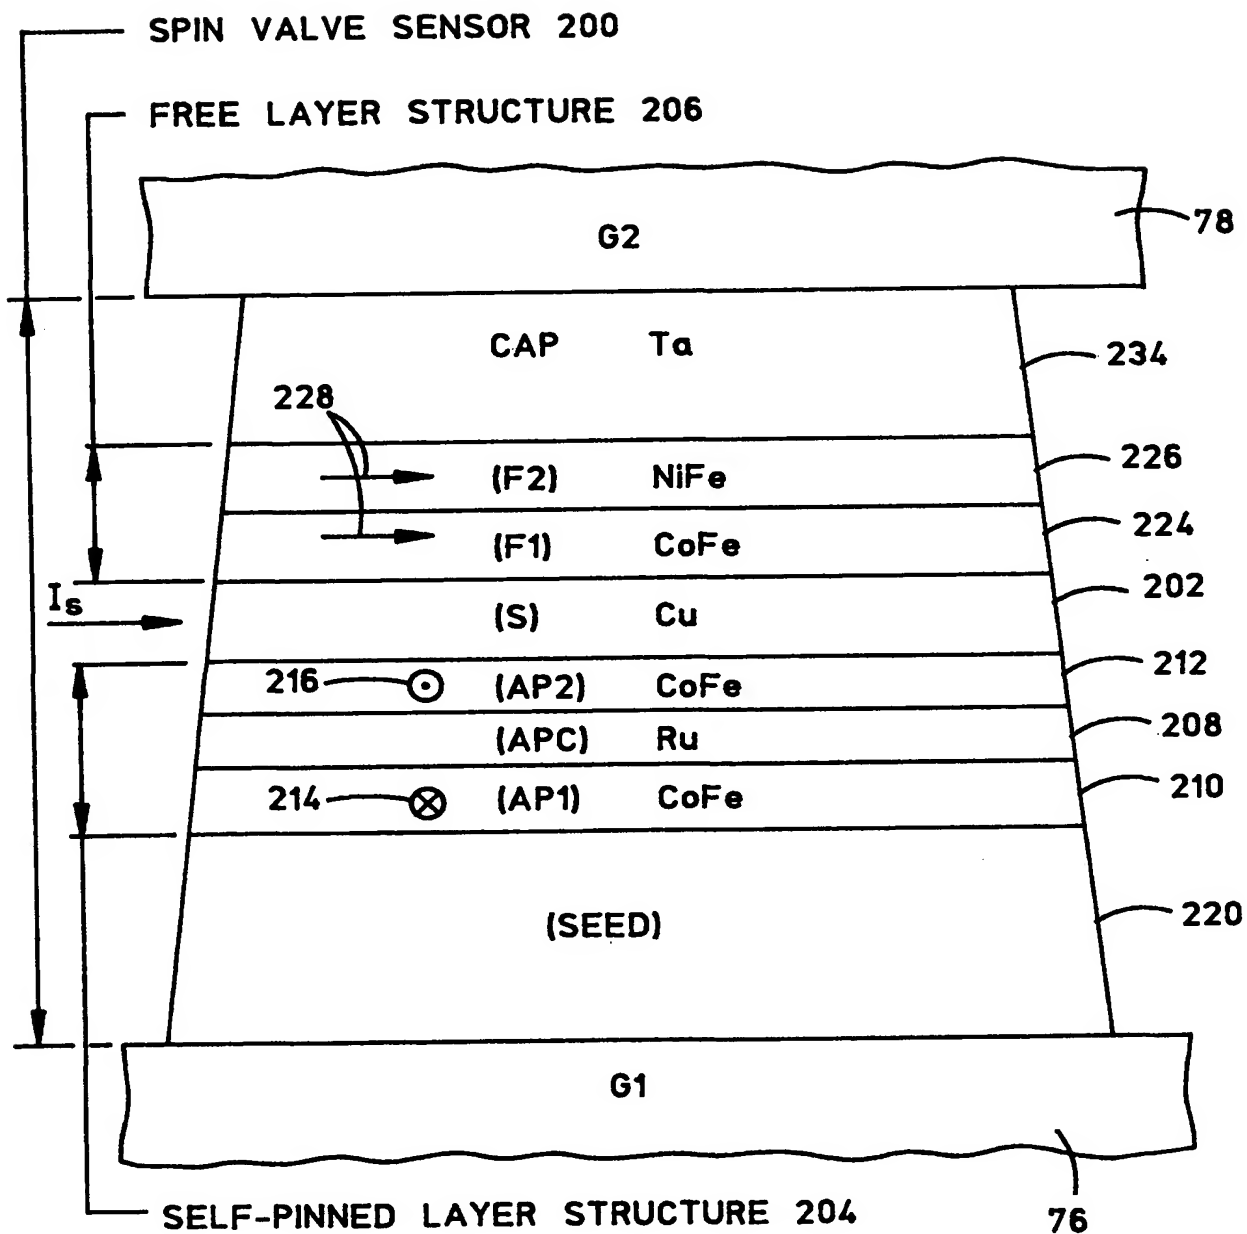 SPIN VALVE SENSOR 200
FREE LAYER STRUCTURE 206
G2
78
CAP Ta
234
228
(F2) NiFe
226
(F1) CoFe
224
Is
(S) Cu
202
216
(AP2) CoFe
212
(APC) Ru
208
214
(AP1) CoFe
210
(SEED)
220
G1
SELF-PINNED LAYER STRUCTURE 204
76